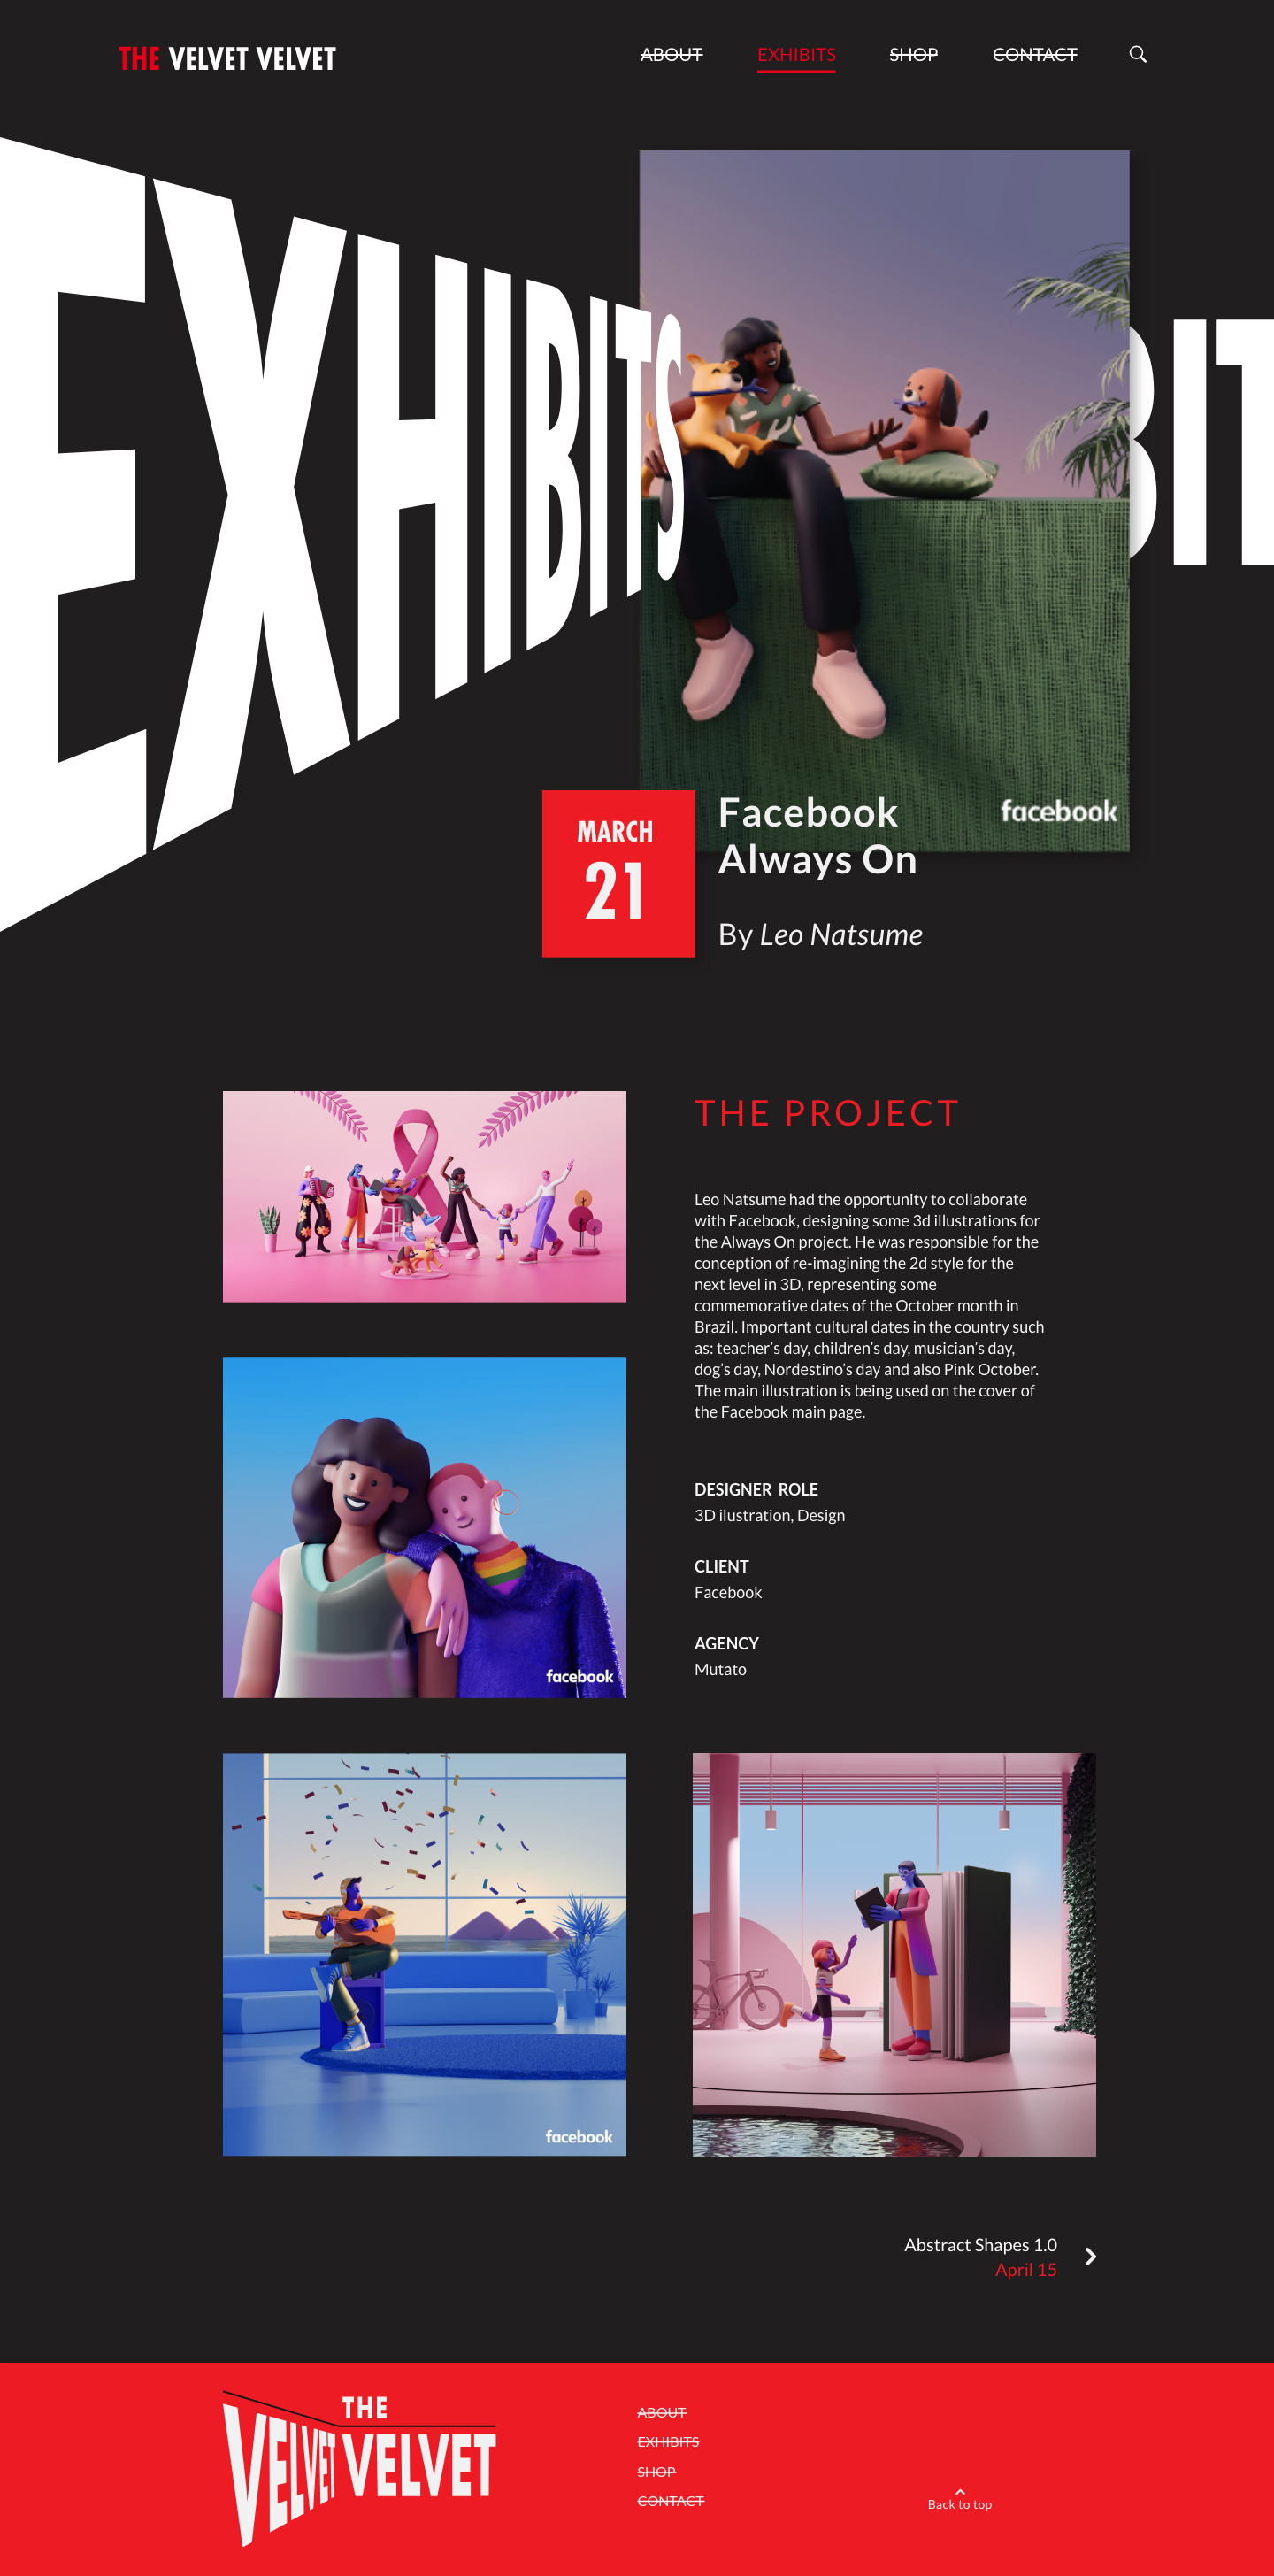 THE VELVET VELVET
ABOUT EXHIBITS SHOP CONTACT
EXHIBITS
BIT
facebook
MARCH
21
Facebook
Always On
By Leo Natsume
THE PROJECT
Leo Natsume had the opportunity to collaborate
with Facebook, designing some 3d illustrations for
the Always On project. He was responsible for the
conception of re-imagining the 2d style for the
next level in 3D, representing some
commemorative dates of the October month in
Brazil. Important cultural dates in the country such
as: teacher’s day, children’s day, musician’s day,
dog’s day, Nordestino’s day and also Pink October.
The main illustration is being used on the cover of
the Facebook main page.
DESIGNER ROLE
3D ilustration, Design
CLIENT
Facebook
AGENCY
Mutato
facebook
facebook
Abstract Shapes 1.0
April 15
THE
VELVET VELVET
ABOUT
EXHIBITS
SHOP
CONTACT
Back to top